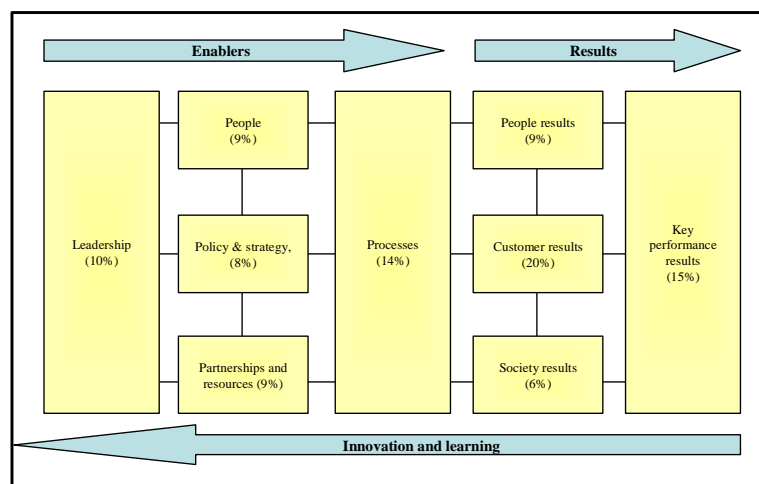 Enablers
Results
People
(9%)
People results
(9%)
Leadership
(10%)
Policy & strategy,
(8%)
Processes
(14%)
Customer results
(20%)
Key
performance
results
(15%)
Partnerships and
resources (9%)
Society results
(6%)
Innovation and learning